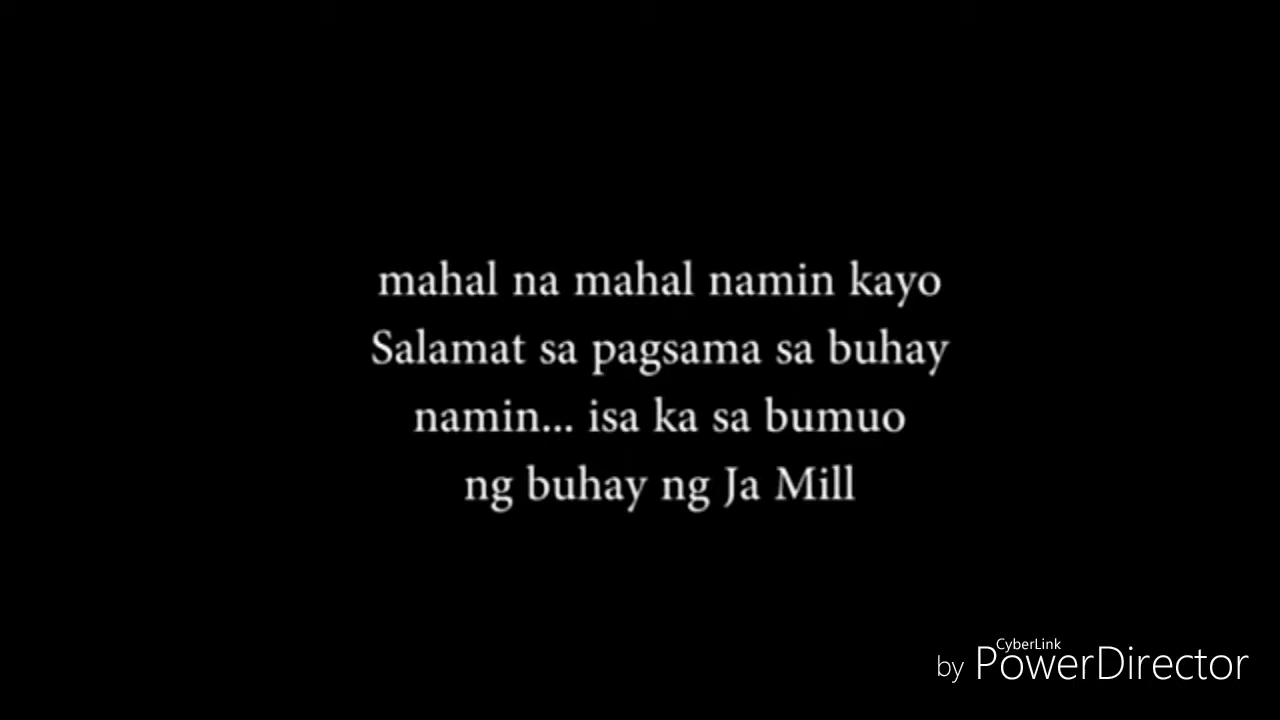 mahal na mahal namin kayo
Salamat sa pagsama sa buhay
namin... isa ka sa bumuo
ng buhay ng Ja Mill
CyberLink
by PowerDirector